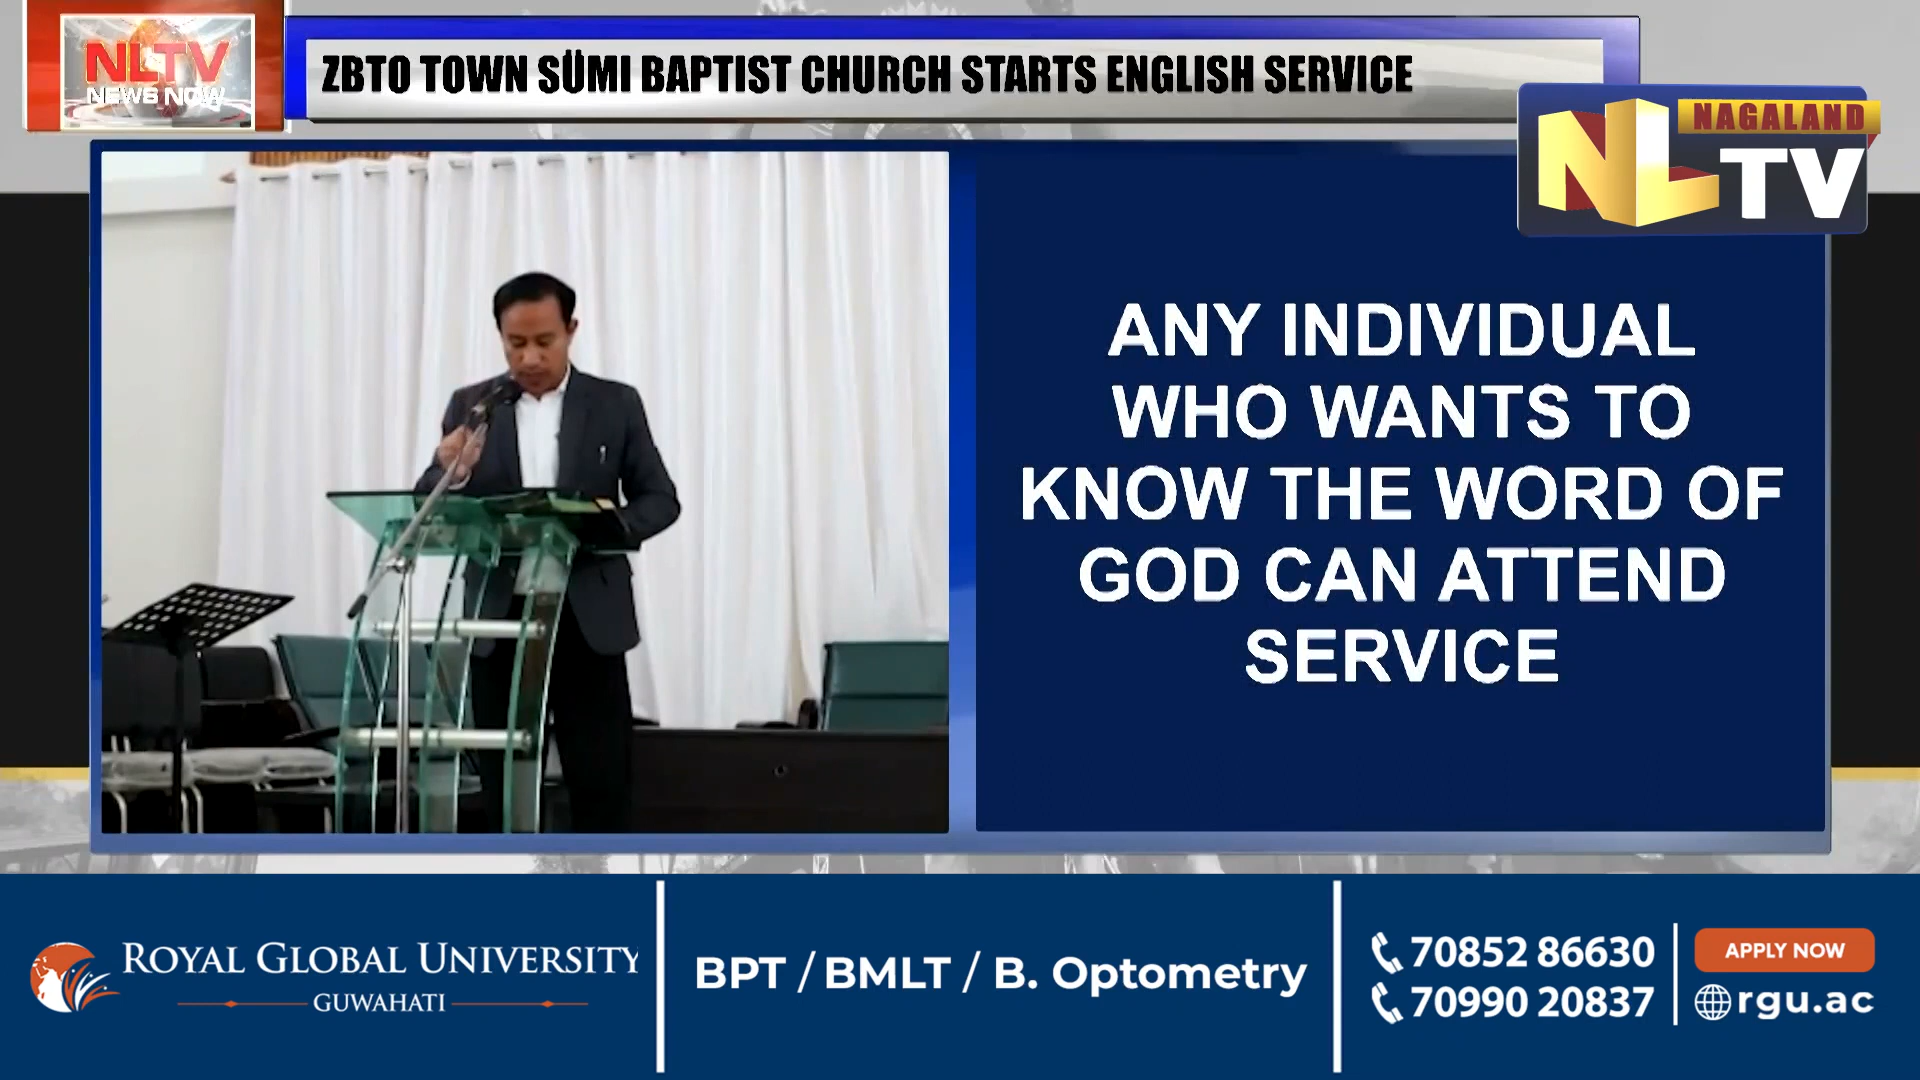 NLTV
NEWS NOW
ZBTO TOWN SÜMI BAPTIST CHURCH STARTS ENGLISH SERVICE
NAGALAND
NL TV
ANY INDIVIDUAL
WHO WANTS TO
KNOW THE WORD OF
GOD CAN ATTEND
SERVICE
ROYAL GLOBAL UNIVERSITY
GUWAHATI
BPT / BMLT / B. Optometry
70852 86630
70990 20837
APPLY NOW
rgu.ac